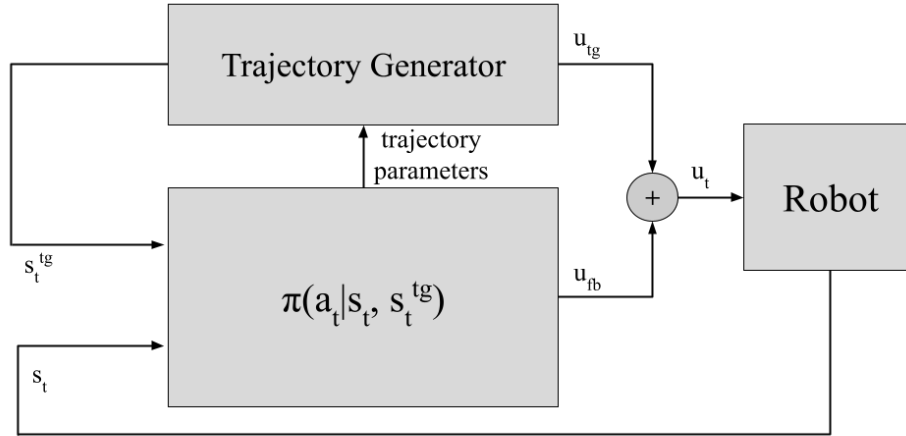 Trajectory Generator
u_tg
trajectory
parameters
+
u_t
Robot
s_t^tg
π(a_t|s_t, s_t^tg)
u_fb
s_t